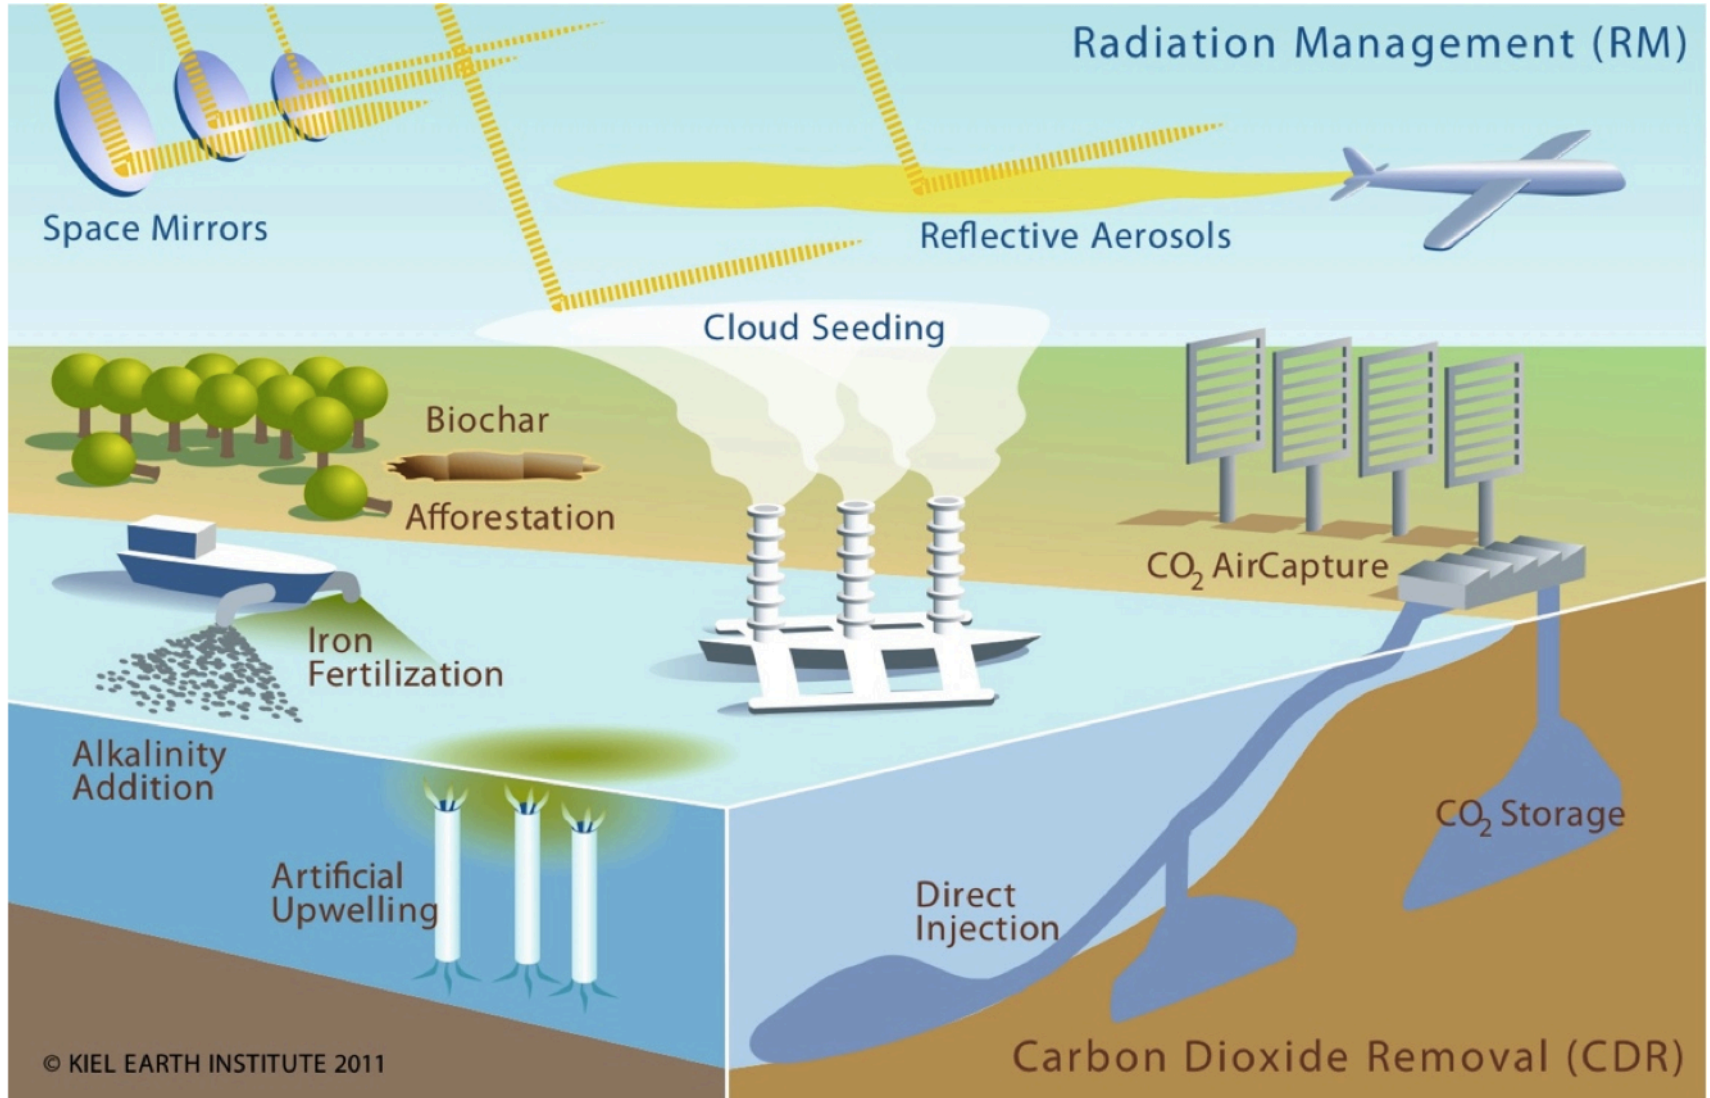 Radiation Management (RM)
Space Mirrors
Reflective Aerosols
Cloud Seeding
Biochar
Afforestation
CO₂ AirCapture
Iron
Fertilization
Alkalinity
Addition
CO₂ Storage
Artificial
Upwelling
Direct
Injection
© KIEL EARTH INSTITUTE 2011
Carbon Dioxide Removal (CDR)